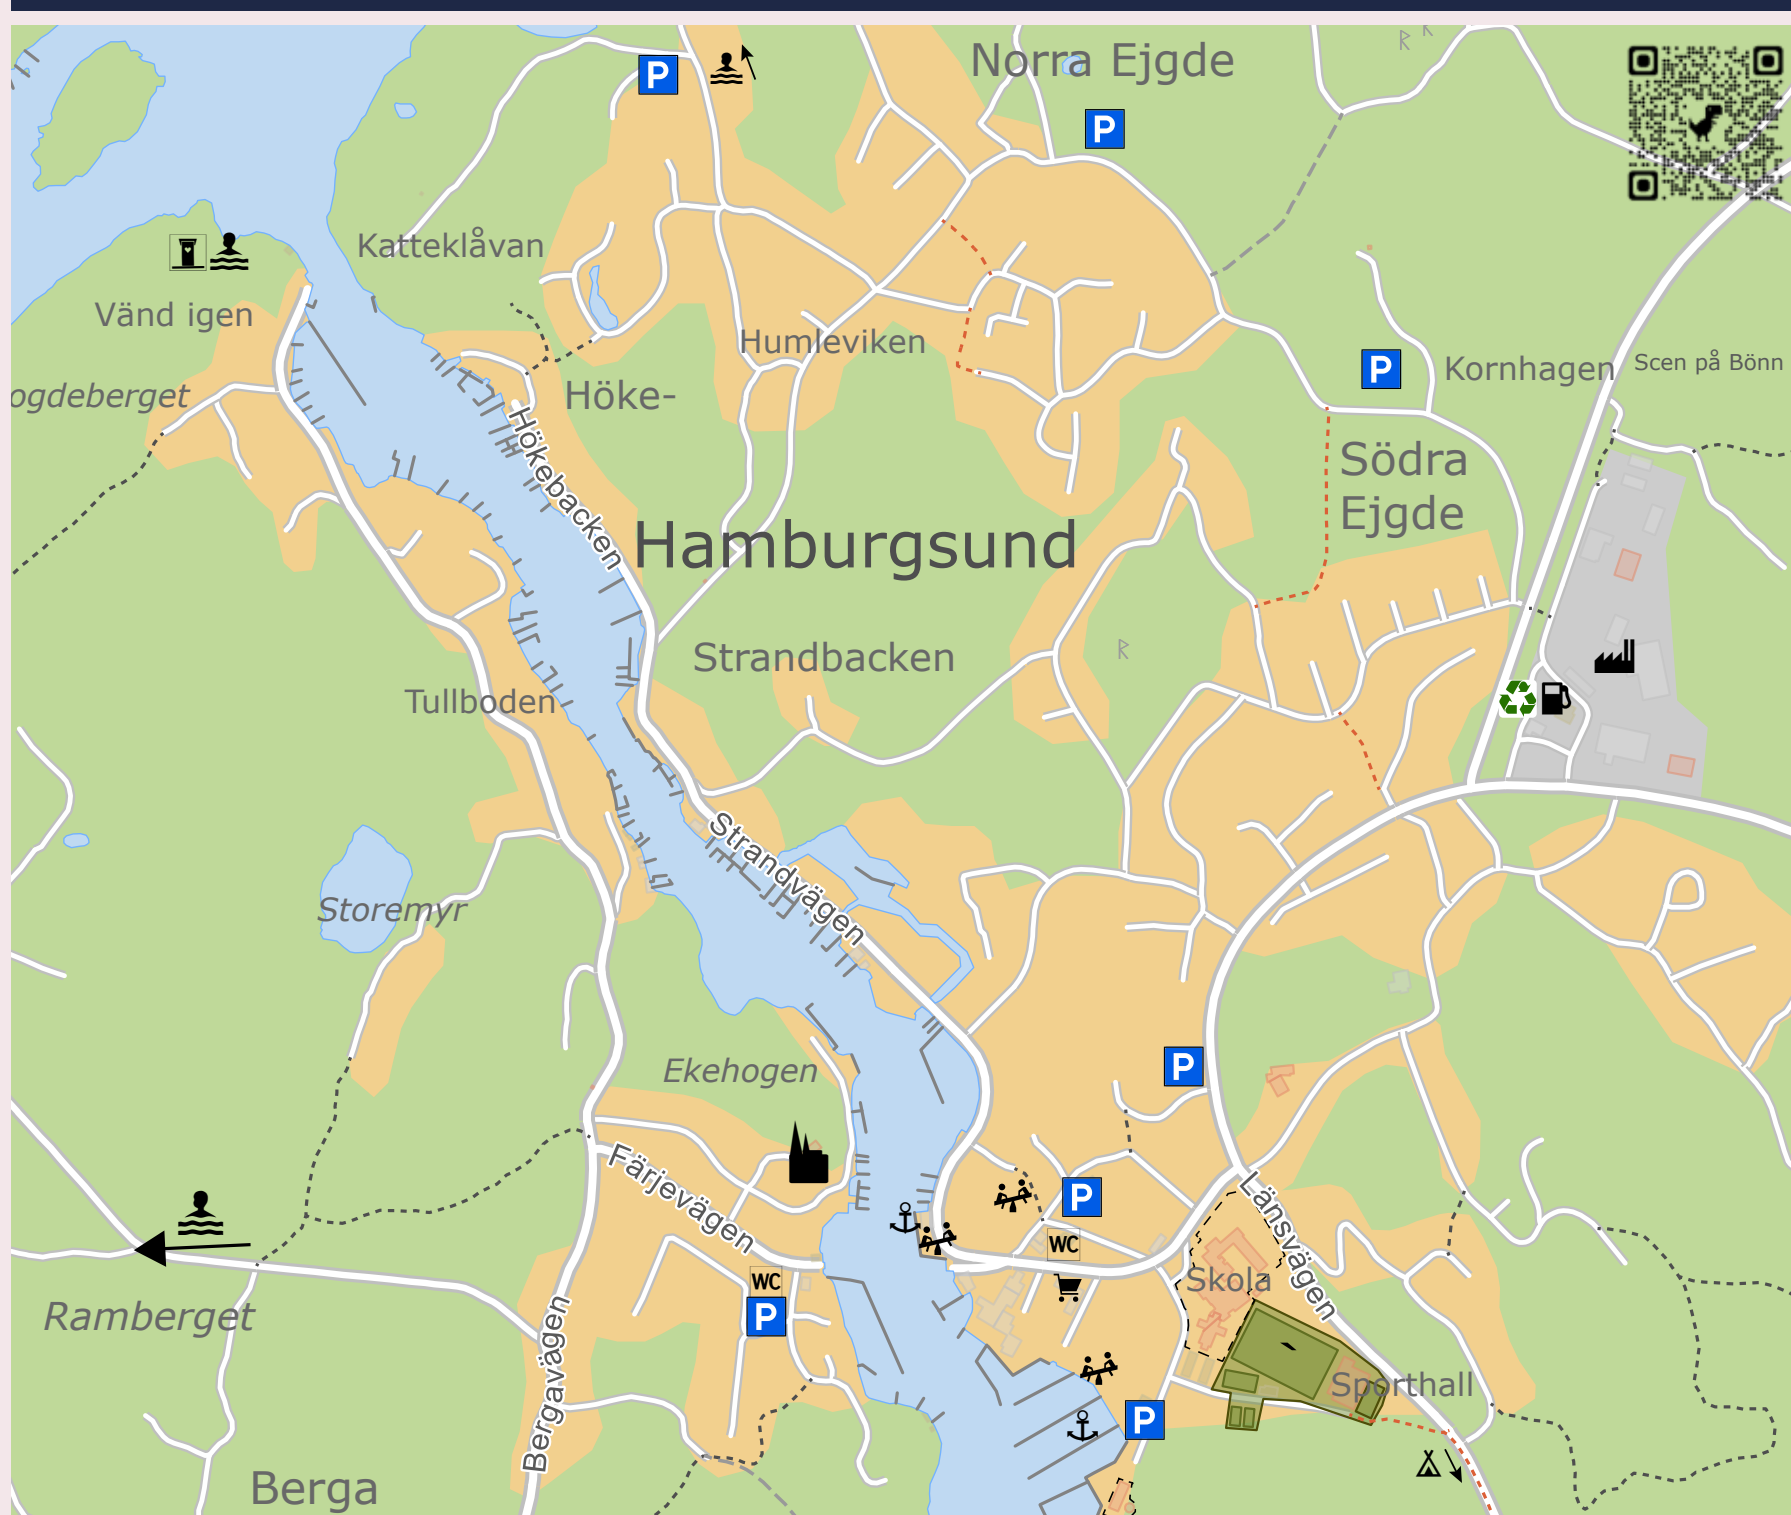 Norra Ejgde
P
P
Katteklåvan
Vänd igen
Humleviken
Scen på Bönn
P
Kornhagen
ogdeberget
Höke-
Hökebacken
Södra
Ejgde
Hamburgsund
Strandbacken
Tullboden
Strandvägen
Storemyr
Ekehogen
P
Färjevägen
P
Länsvägen
WC
WC
Skola
P
Ramberget
Bergavägen
Sporthall
P
Berga